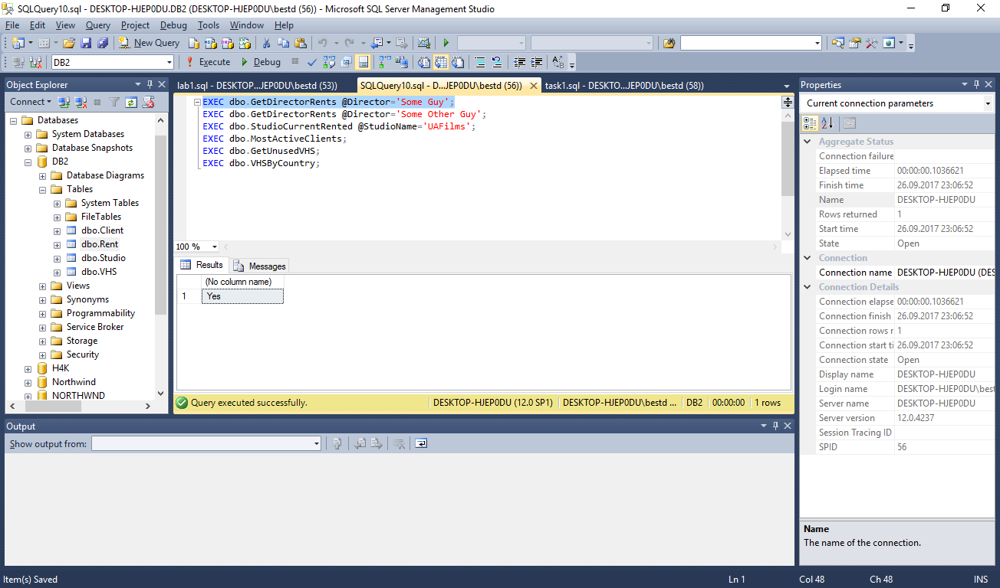 SQLQuery10.sql - DESKTOP-HJEP0DU.DB2 (DESKTOP-HJEP0DU\bestd (56)) - Microsoft SQL Server Management Studio
File Edit View Query Project Debug Tools Window Help
New Query
DB2 Execute Debug
Object Explorer
Connect
Databases
System Databases
Database Snapshots
DB2
Database Diagrams
Tables
System Tables
FileTables
dbo.Client
dbo.Rent
dbo.Studio
dbo.VHS
Views
Synonyms
Programmability
Service Broker
Storage
Security
H4K
Northwind
NORTHWND
lab1.sql - DESKTOP...JEP0DU\bestd (53)) SQLQuery10.sql - D...JEP0DU\bestd (56)) task1.sql - DESKTO...JEP0DU\bestd (58))
EXEC dbo.GetDirectorRents @Director='Some Guy';
EXEC dbo.GetDirectorRents @Director='Some Other Guy';
EXEC dbo.StudioCurrentRented @StudioName='UAFilms';
EXEC dbo.MostActiveClients;
EXEC dbo.GetUnusedVHS;
EXEC dbo.VHSByCountry;
100 %
Results Messages
(No column name)
1 Yes
Query executed successfully. DESKTOP-HJEP0DU (12.0 SP1) DESKTOP-HJEP0DU\bestd ... DB2 00:00:00 1 rows
Output
Show output from:
Properties
Current connection parameters
Aggregate Status
Connection failure
Elapsed time 00:00:00.1036621
Finish time 26.09.2017 23:06:52
Name DESKTOP-HJEP0DU
Rows returned 1
Start time 26.09.2017 23:06:52
State Open
Connection
Connection name DESKTOP-HJEP0DU (DES
Connection Details
Connection elapse 00:00:00.1036621
Connection finish 26.09.2017 23:06:52
Connection rows r 1
Connection start ti 26.09.2017 23:06:52
Connection state Open
Display name DESKTOP-HJEP0DU
Login name DESKTOP-HJEP0DU\best
Server name DESKTOP-HJEP0DU
Server version 12.0.4237
Session Tracing ID
SPID 56
Name
The name of the connection.
Item(s) Saved Ln 1 Col 48 Ch 48 INS